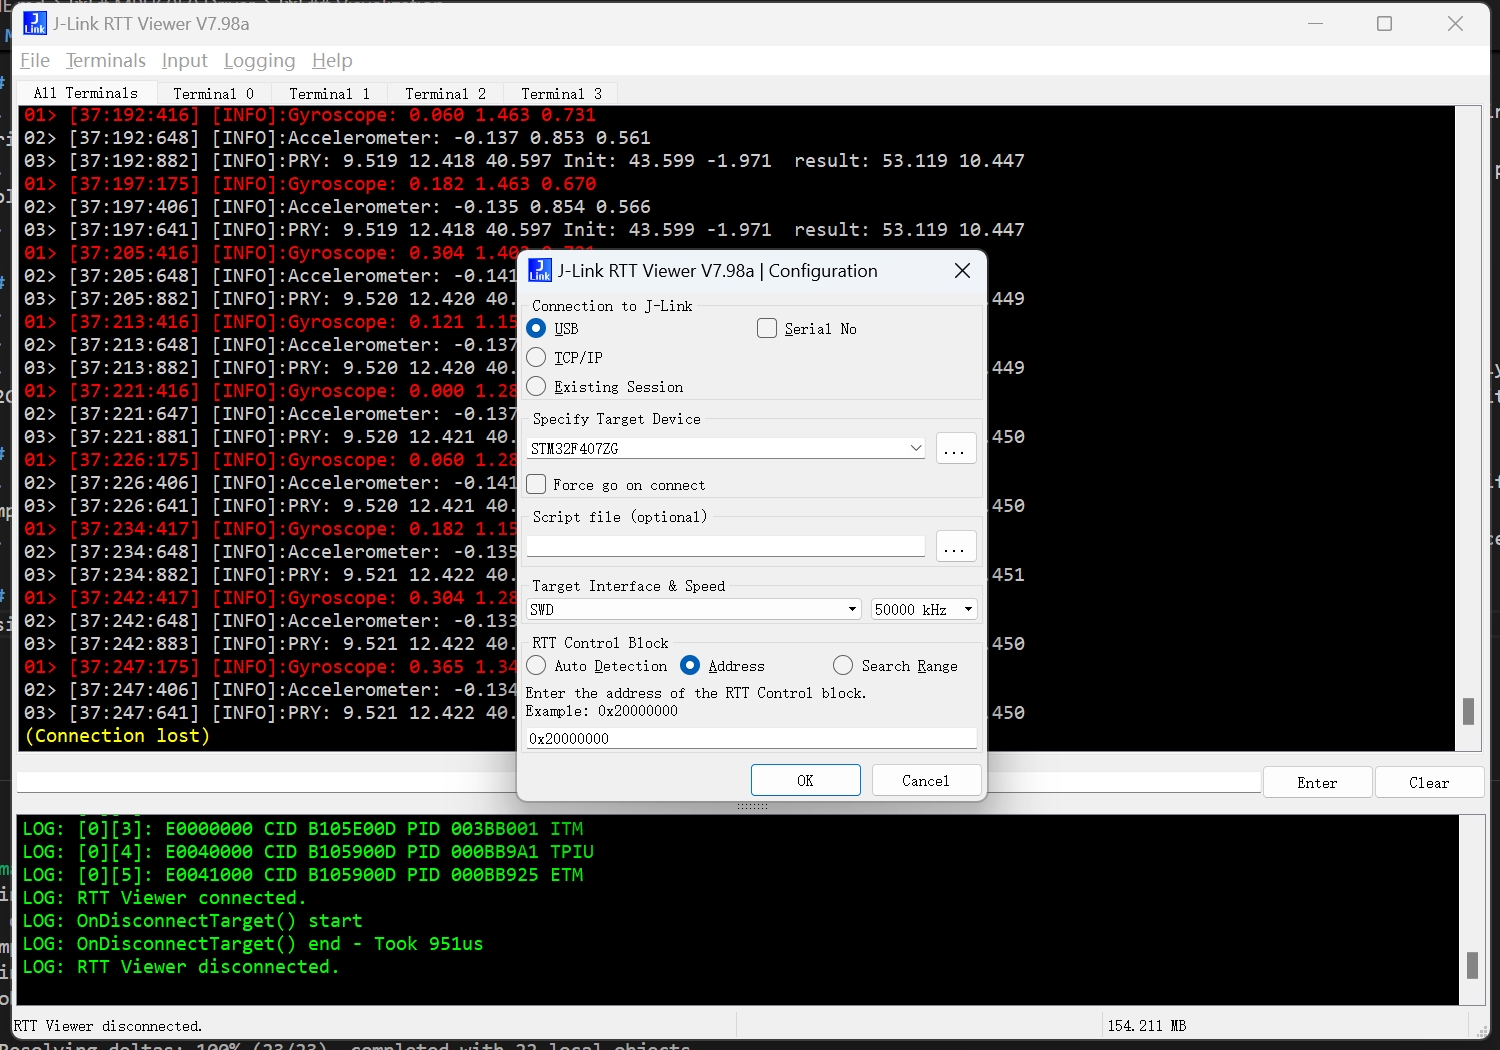 J-Link RTT Viewer V7.98a
File Terminals Input Logging Help
All Terminals Terminal 0 Terminal 1 Terminal 2 Terminal 3
01> [37:192:416] [INFO]:Gyroscope: 0.060 1.463 0.731
02> [37:192:648] [INFO]:Accelerometer: -0.137 0.853 0.561
03> [37:192:882] [INFO]:PRY: 9.519 12.418 40.597 Init: 43.599 -1.971  result: 53.119 10.447
01> [37:197:175] [INFO]:Gyroscope: 0.182 1.463 0.670
02> [37:197:406] [INFO]:Accelerometer: -0.135 0.854 0.566
03> [37:197:641] [INFO]:PRY: 9.519 12.418 40.597 Init: 43.599 -1.971  result: 53.119 10.447
01> [37:205:416] [INFO]:Gyroscope: 0.304 1.40
02> [37:205:648] [INFO]:Accelerometer: -0.141
03> [37:205:882] [INFO]:PRY: 9.520 12.420 40. 449
01> [37:213:416] [INFO]:Gyroscope: 0.121 1.15
02> [37:213:648] [INFO]:Accelerometer: -0.137
03> [37:213:882] [INFO]:PRY: 9.520 12.420 40. 449
01> [37:221:416] [INFO]:Gyroscope: 0.000 1.28
02> [37:221:647] [INFO]:Accelerometer: -0.137
03> [37:221:881] [INFO]:PRY: 9.520 12.421 40. 450
01> [37:226:175] [INFO]:Gyroscope: 0.060 1.28
02> [37:226:406] [INFO]:Accelerometer: -0.141
03> [37:226:641] [INFO]:PRY: 9.520 12.421 40. 450
01> [37:234:417] [INFO]:Gyroscope: 0.182 1.15
02> [37:234:648] [INFO]:Accelerometer: -0.135
03> [37:234:882] [INFO]:PRY: 9.521 12.422 40. 451
01> [37:242:417] [INFO]:Gyroscope: 0.304 1.28
02> [37:242:648] [INFO]:Accelerometer: -0.133
03> [37:242:883] [INFO]:PRY: 9.521 12.422 40. 450
01> [37:247:175] [INFO]:Gyroscope: 0.365 1.34
02> [37:247:406] [INFO]:Accelerometer: -0.134
03> [37:247:641] [INFO]:PRY: 9.521 12.422 40. 450
(Connection lost)
J-Link RTT Viewer V7.98a | Configuration
Connection to J-Link
USB Serial No
TCP/IP
Existing Session
Specify Target Device
STM32F407ZG ...
Force go on connect
Script file (optional)
...
Target Interface & Speed
SWD 50000 kHz
RTT Control Block
Auto Detection Address Search Range
Enter the address of the RTT Control block.
Example: 0x20000000
0x20000000
OK Cancel
Enter Clear
LOG: [0][3]: E0000000 CID B105E00D PID 003BB001 ITM
LOG: [0][4]: E0040000 CID B105900D PID 000BB9A1 TPIU
LOG: [0][5]: E0041000 CID B105900D PID 000BB925 ETM
LOG: RTT Viewer connected.
LOG: OnDisconnectTarget() start
LOG: OnDisconnectTarget() end - Took 951us
LOG: RTT Viewer disconnected.
RTT Viewer disconnected. 154.211 MB
Resolving deltas: 100% (23/23), completed with 22 local objects.